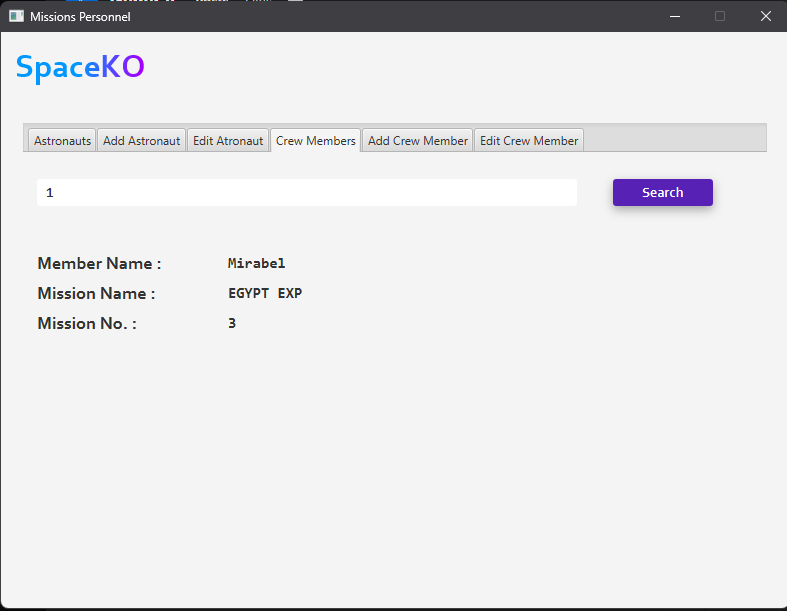 Missions Personnel
SpaceKO
Astronauts Add Astronaut Edit Atronaut Crew Members Add Crew Member Edit Crew Member
1 Search
Member Name : Mirabel
Mission Name : EGYPT EXP
Mission No. : 3